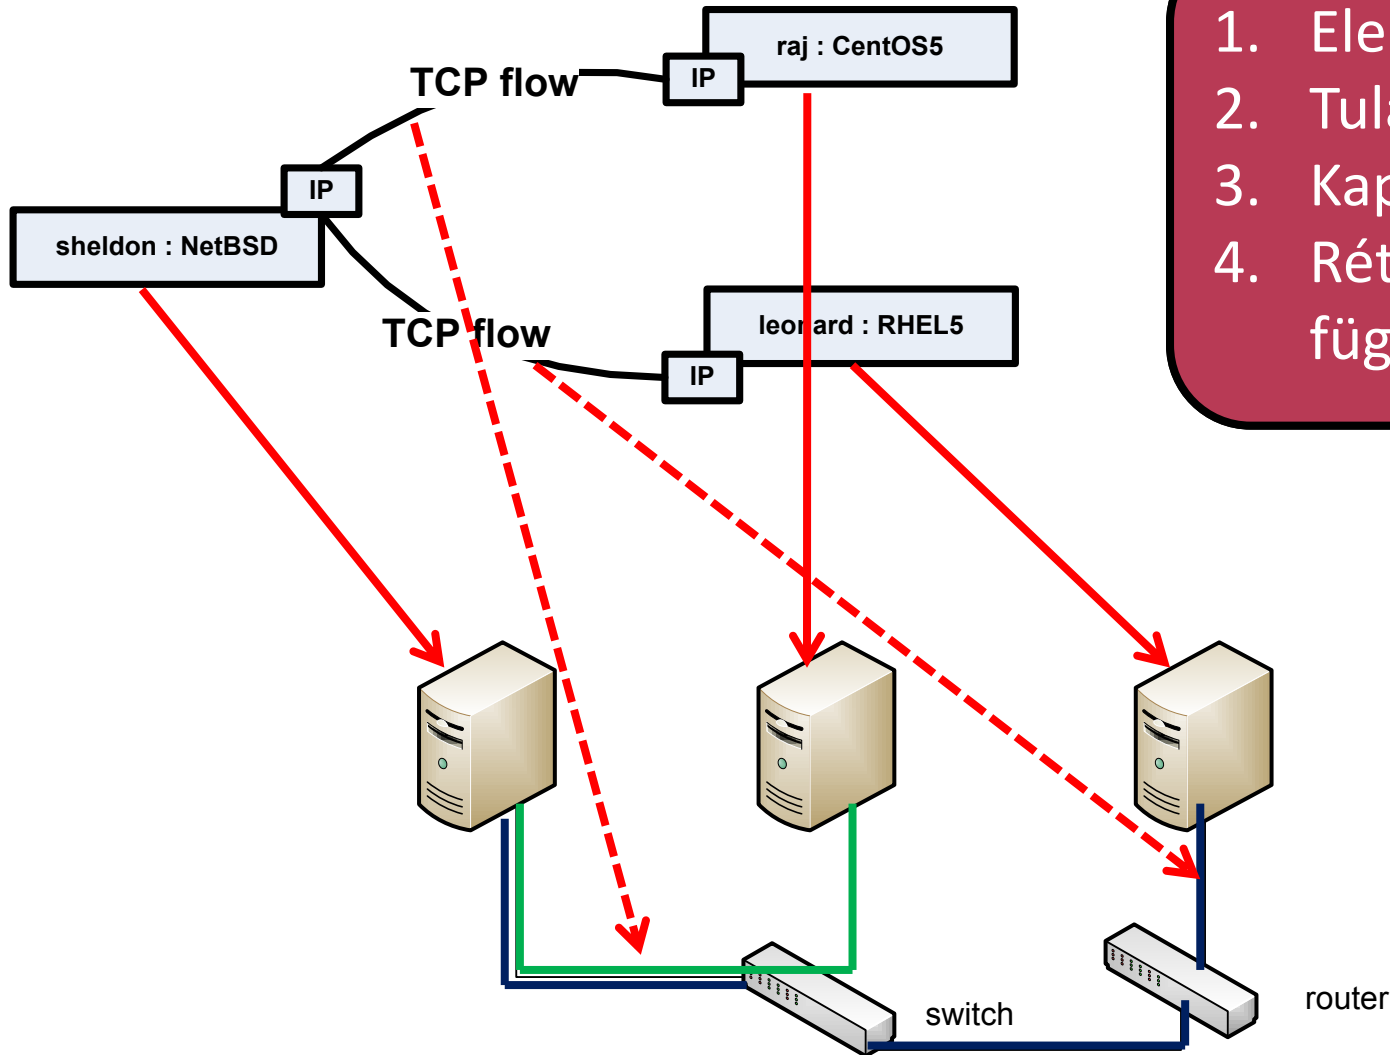 raj : CentOS5
IP
TCP flow
IP
sheldon : NetBSD
TCP flow
leonard : RHEL5
IP
switch
router
1.
2.
3.
4.